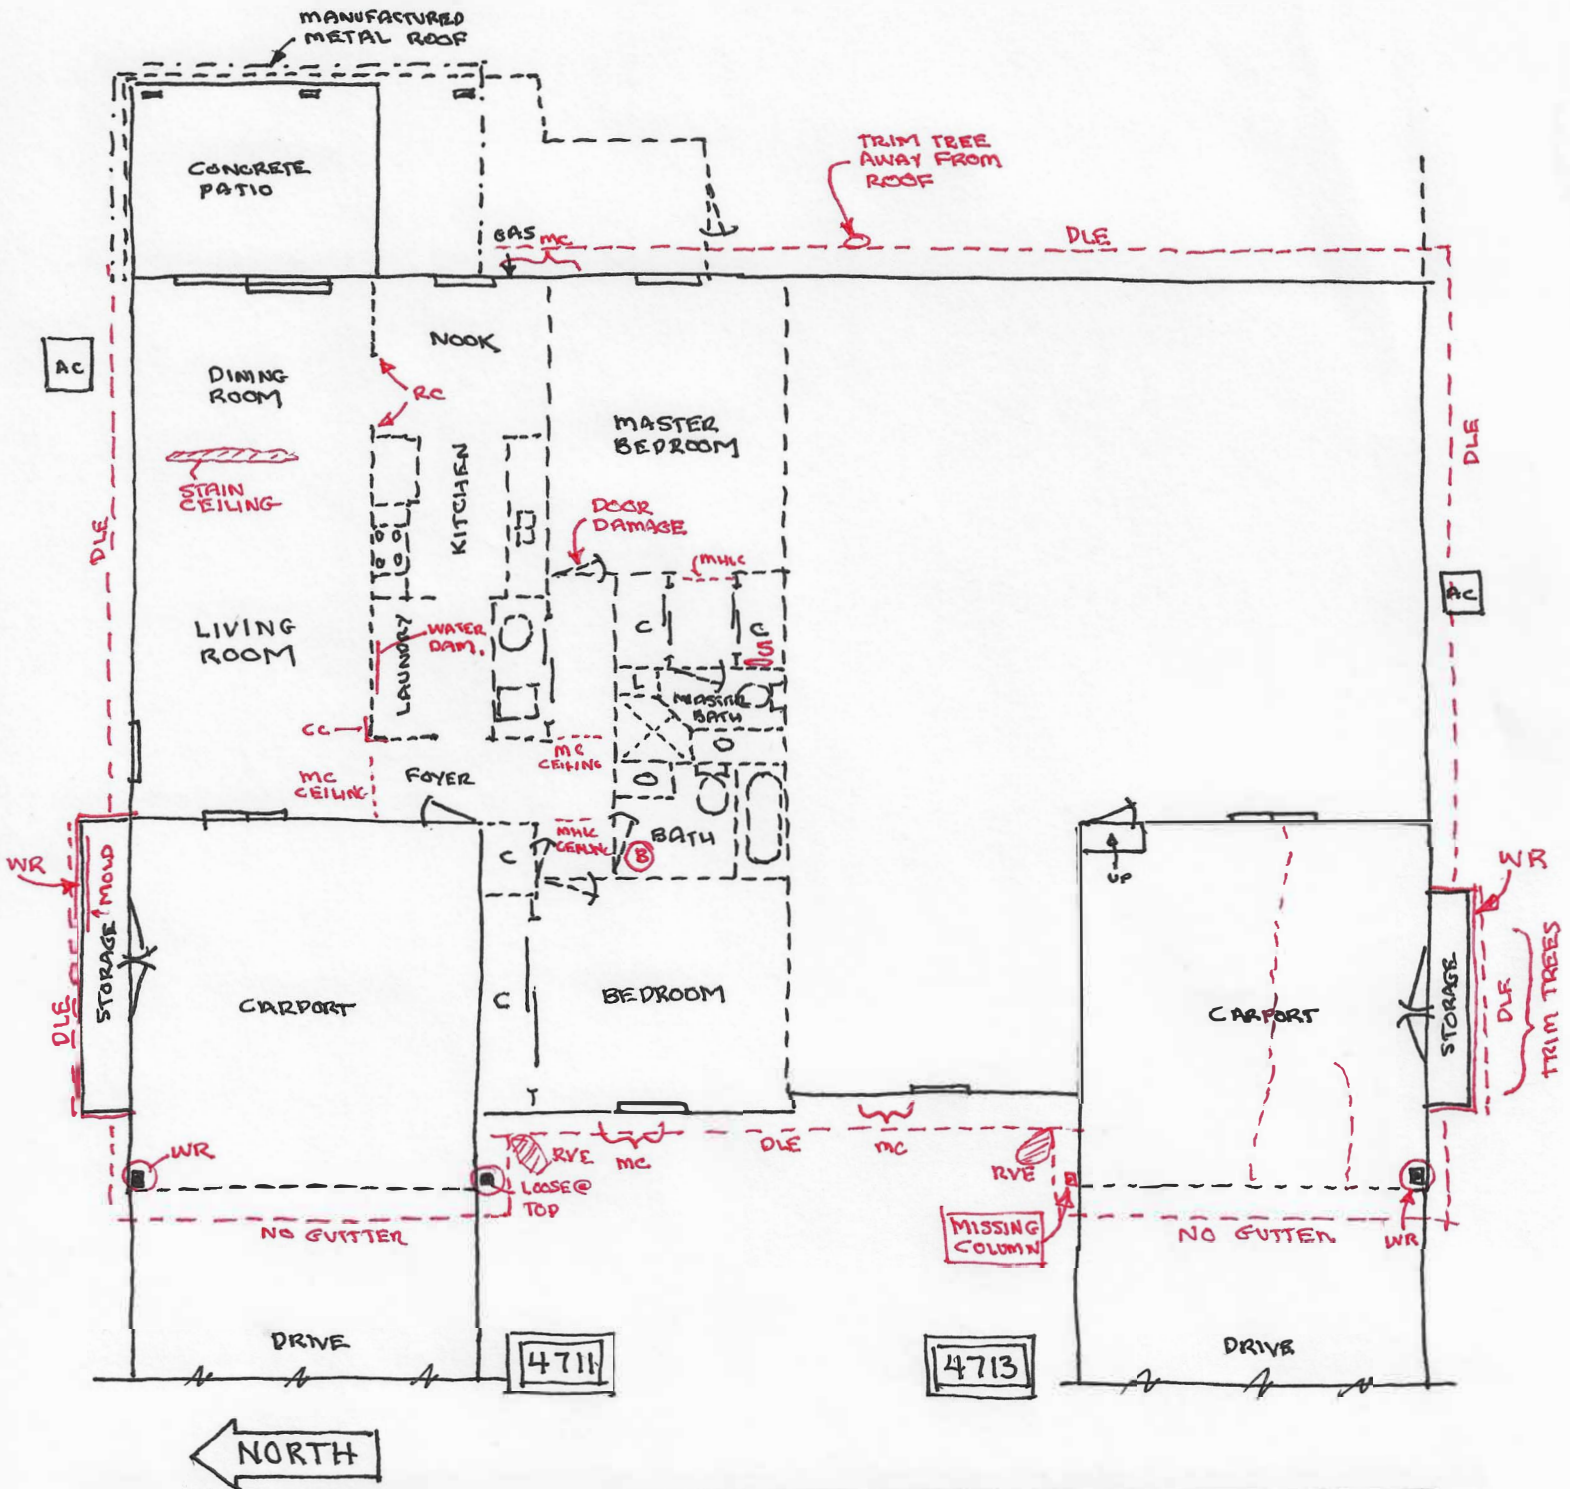 MANUFACTURED
METAL ROOF
CONCRETE
PATIO
TRIM TREE
AWAY FROM
ROOF
GAS
MC
DLE
NOOK
AC
DINING
ROOM
RC
MASTER
BEDROOM
DLE
KITCHEN
STAIN
CEILING
DOOR
DAMAGE
DLE
MHLC
AC
LIVING
ROOM
LAUNDRY
WATER
DAM.
C
C
S
L
MASTER
BATH
CC
MC
CEILING
MC
CEILING
FOYER
MHLC
CEILING
BATH
B
C
UP
WR
MOLD
STORAGE
WR
CARPORT
C
BEDROOM
CARPORT
STORAGE
DLE
TRIM TREES
DLE
WR
RVE
MC
DLE
MC
RVE
LOOSE @
TOP
NO GUTTER
MISSING
COLUMN
NO GUTTER
WR
DRIVE
4711
4713
DRIVE
NORTH